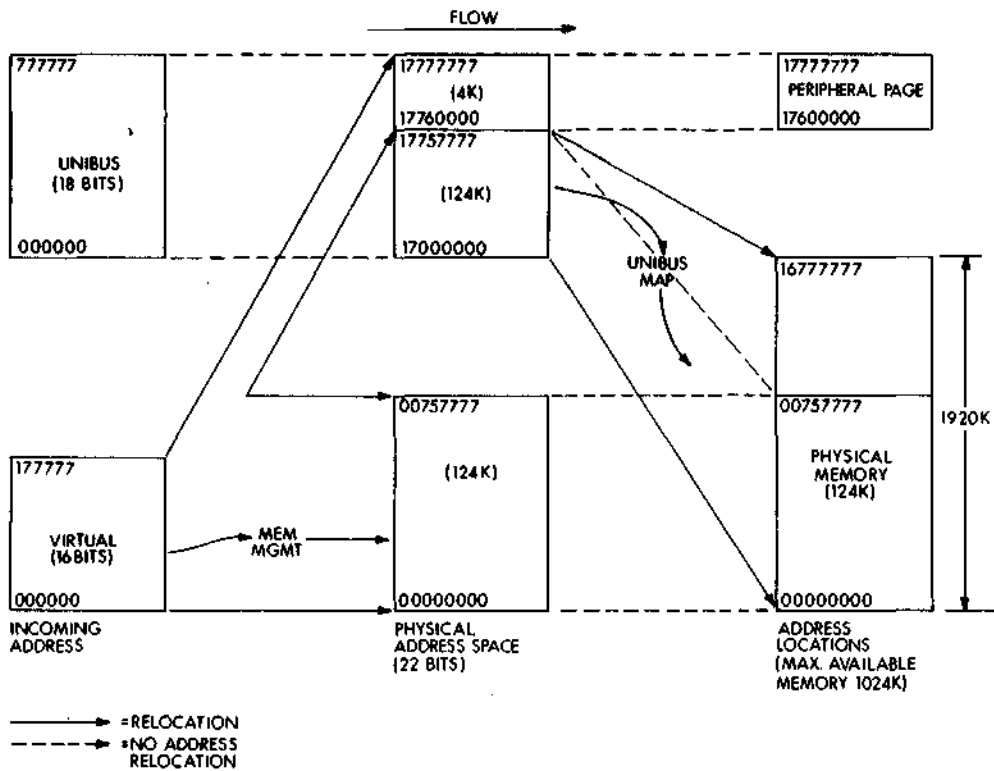 FLOW
777777
UNIBUS
(18 BITS)
000000
17777777
(4K)
17760000
17757777
(124K)
17000000
17777777
PERIPHERAL PAGE
17600000
UNIBUS
MAP
16777777
177777
VIRTUAL
(16BITS)
000000
MEM
MGMT
00757777
(124K)
00000000
00757777
PHYSICAL
MEMORY
(124K)
00000000
1920K
INCOMING
ADDRESS
PHYSICAL
ADDRESS SPACE
(22 BITS)
ADDRESS
LOCATIONS
(MAX. AVAILABLE
MEMORY 1024K)
=RELOCATION
=NO ADDRESS
RELOCATION